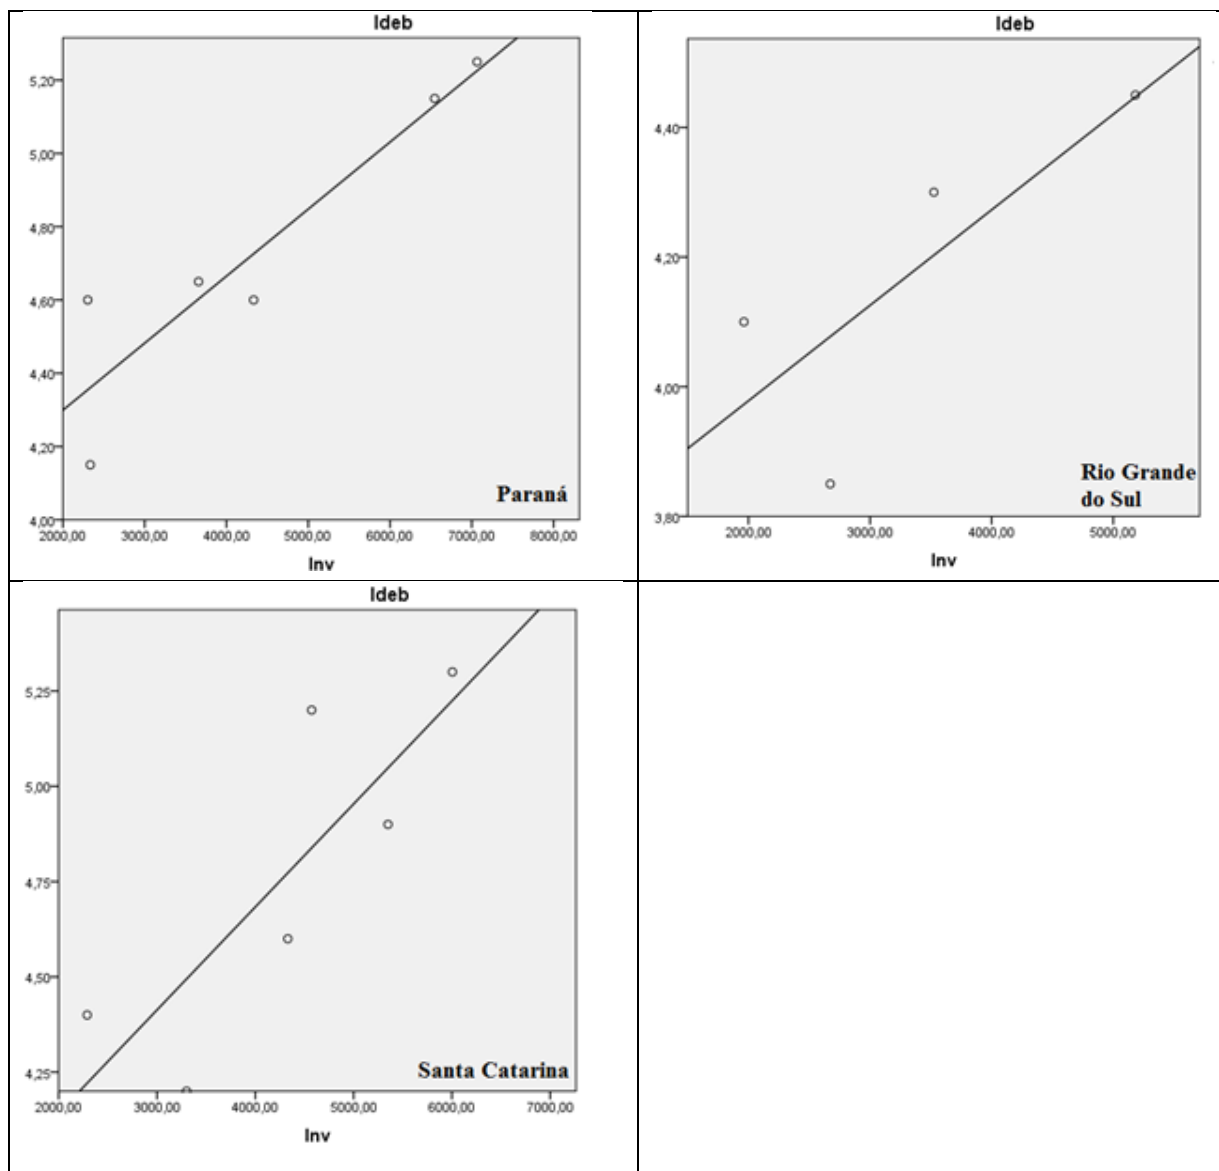 Ideb
5,20
5,00
4,80
4,60
4,40
4,20
4,00
2000,00 3000,00 4000,00 5000,00 6000,00 7000,00 8000,00
Inv
Paraná
Ideb
4,40
4,20
4,00
3,80
2000,00 3000,00 4000,00 5000,00
Inv
Rio Grande
do Sul
Ideb
5,25
5,00
4,75
4,50
4,25
2000,00 3000,00 4000,00 5000,00 6000,00 7000,00
Inv
Santa Catarina